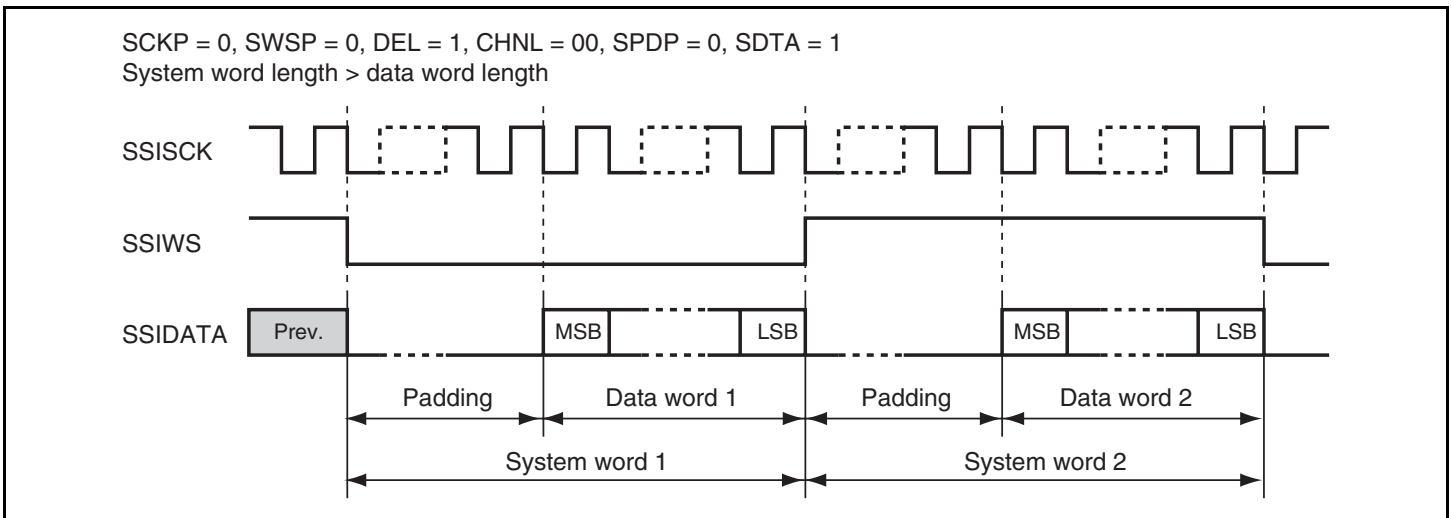 SCKP = 0, SWSP = 0, DEL = 1, CHNL = 00, SPDP = 0, SDTA = 1
System word length > data word length
SSISCK
SSIWS
SSIDATA
Prev.
MSB
LSB
MSB
LSB
Padding
Data word 1
Padding
Data word 2
System word 1
System word 2